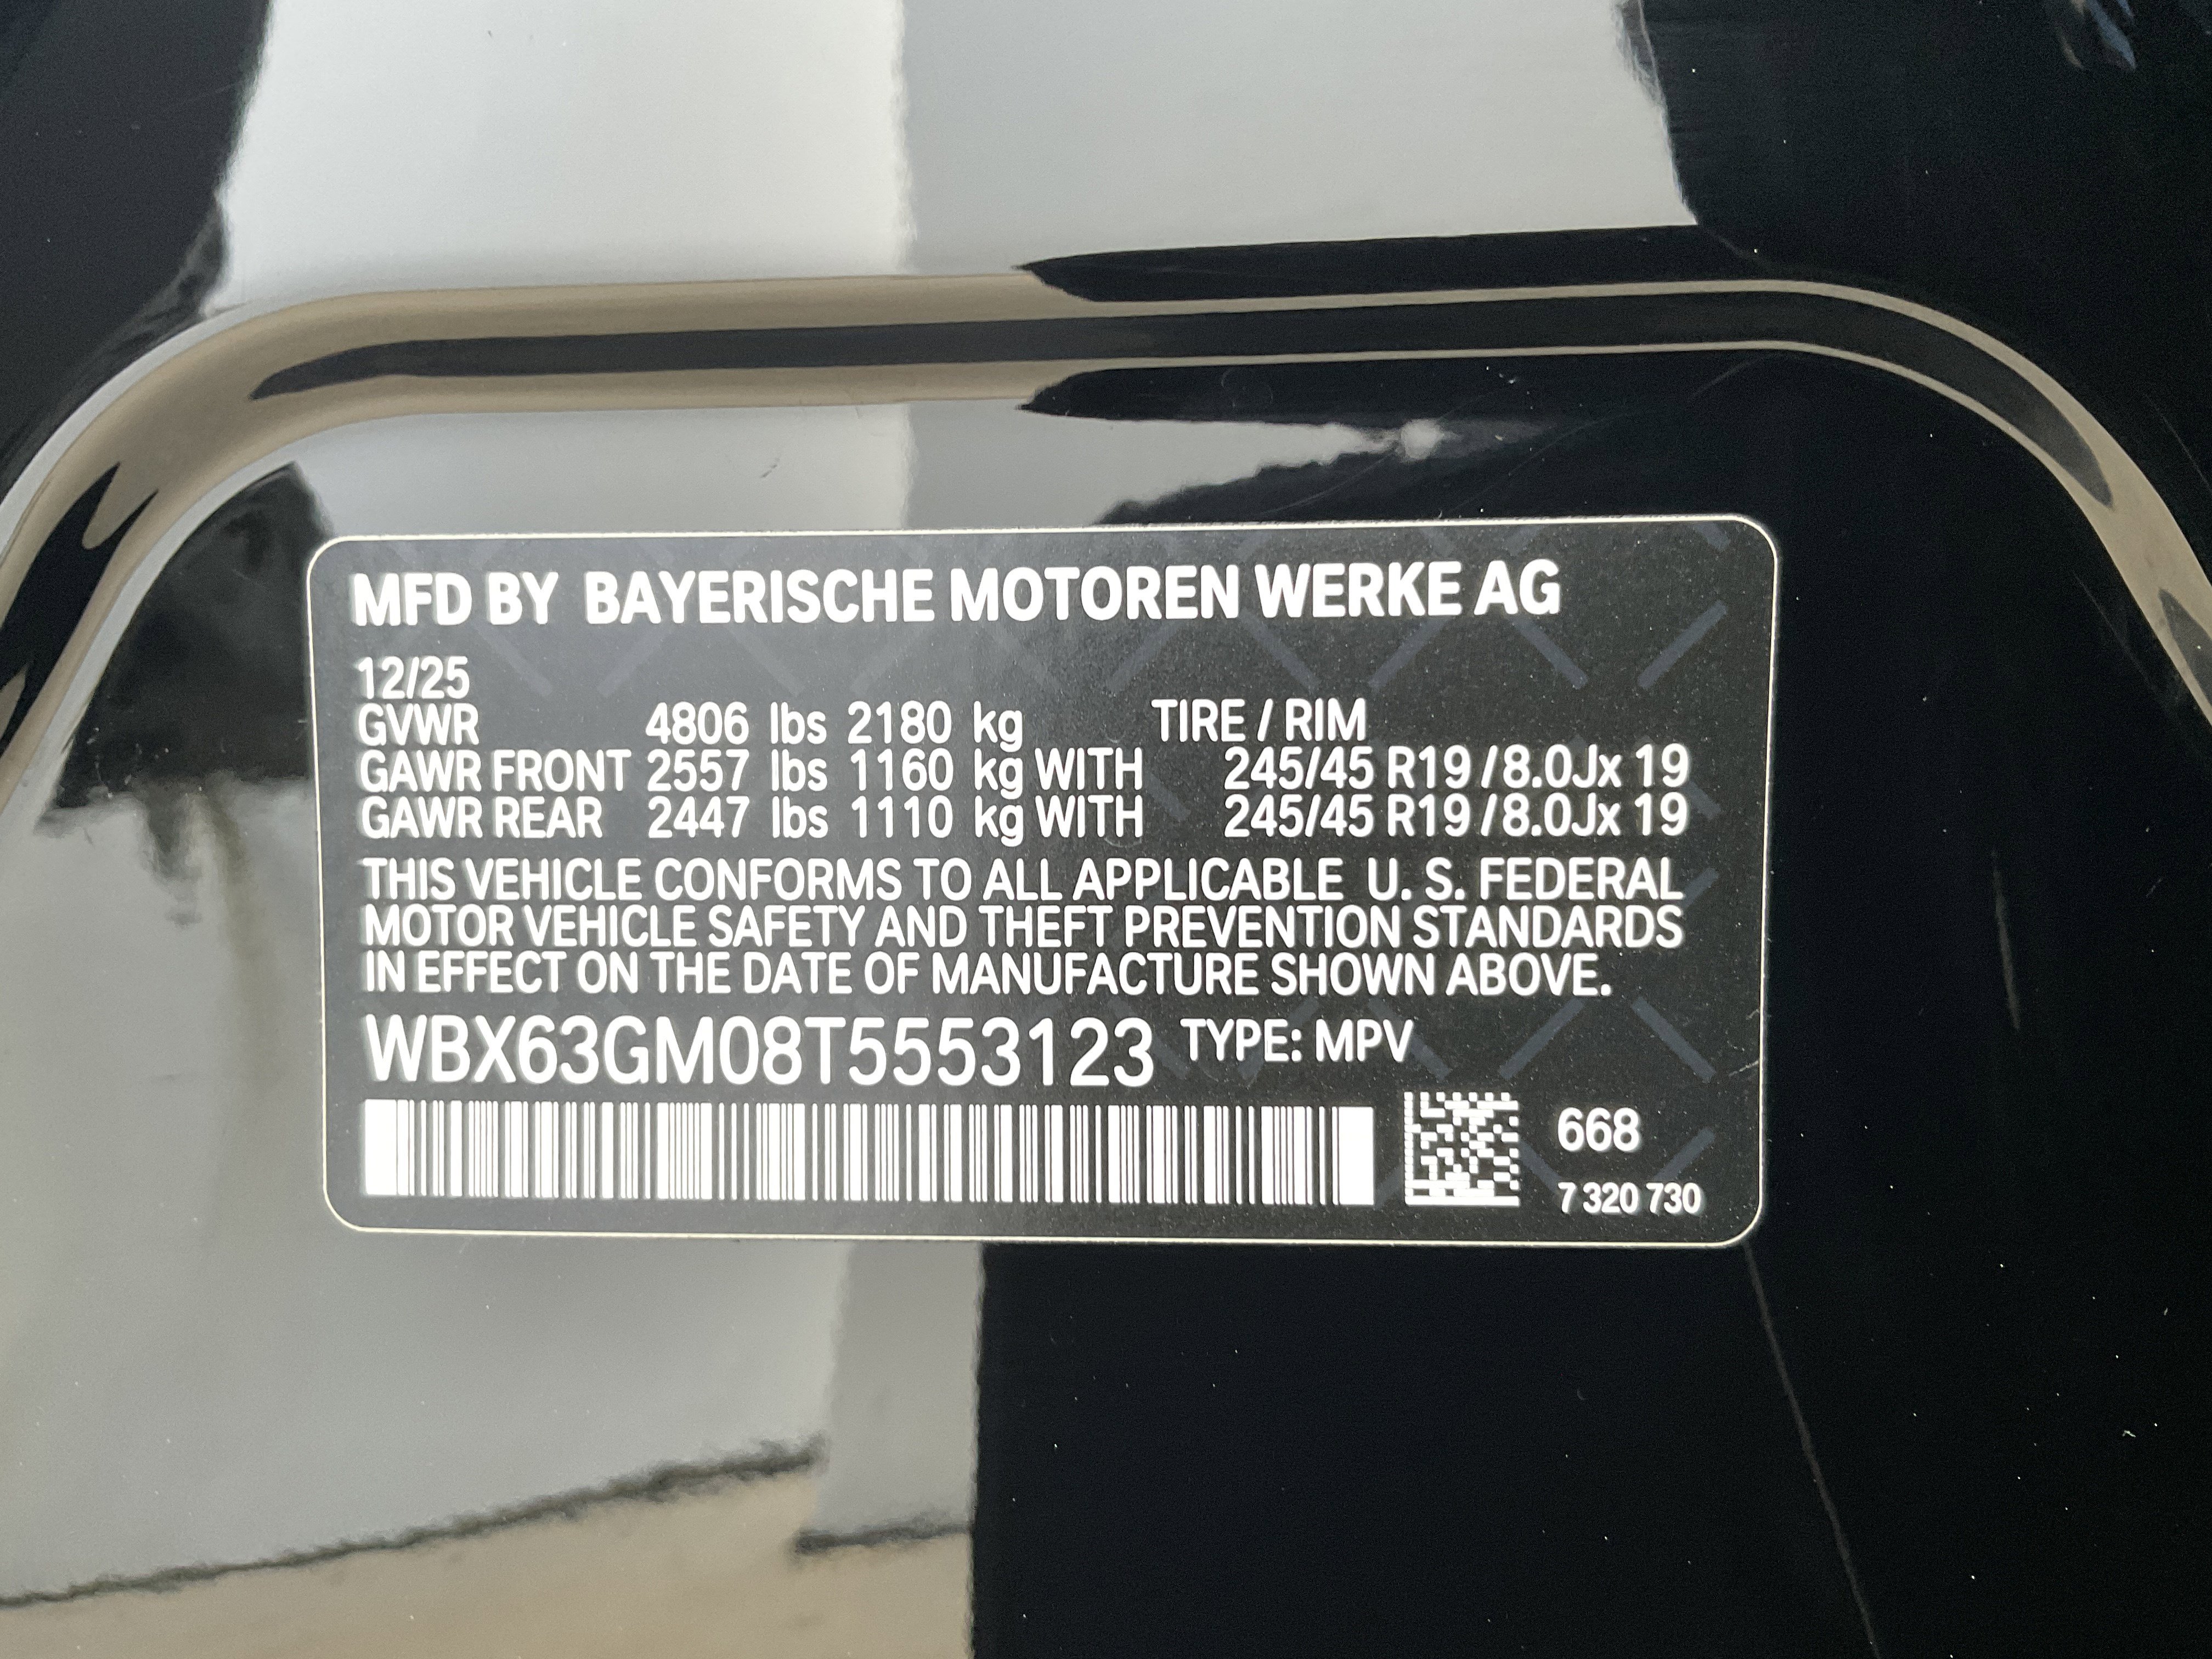 MFD BY BAYERISCHE MOTOREN WERKE AG
12/25
GVWR 4806 lbs 2180 kg TIRE / RIM
GAWR FRONT 2557 lbs 1160 kg WITH 245/45 R19 /8.0Jx 19
GAWR REAR 2447 lbs 1110 kg WITH 245/45 R19 /8.0Jx 19
THIS VEHICLE CONFORMS TO ALL APPLICABLE U. S. FEDERAL
MOTOR VEHICLE SAFETY AND THEFT PREVENTION STANDARDS
IN EFFECT ON THE DATE OF MANUFACTURE SHOWN ABOVE.
WBX63GM08T5553123 TYPE: MPV
668
7 320 730